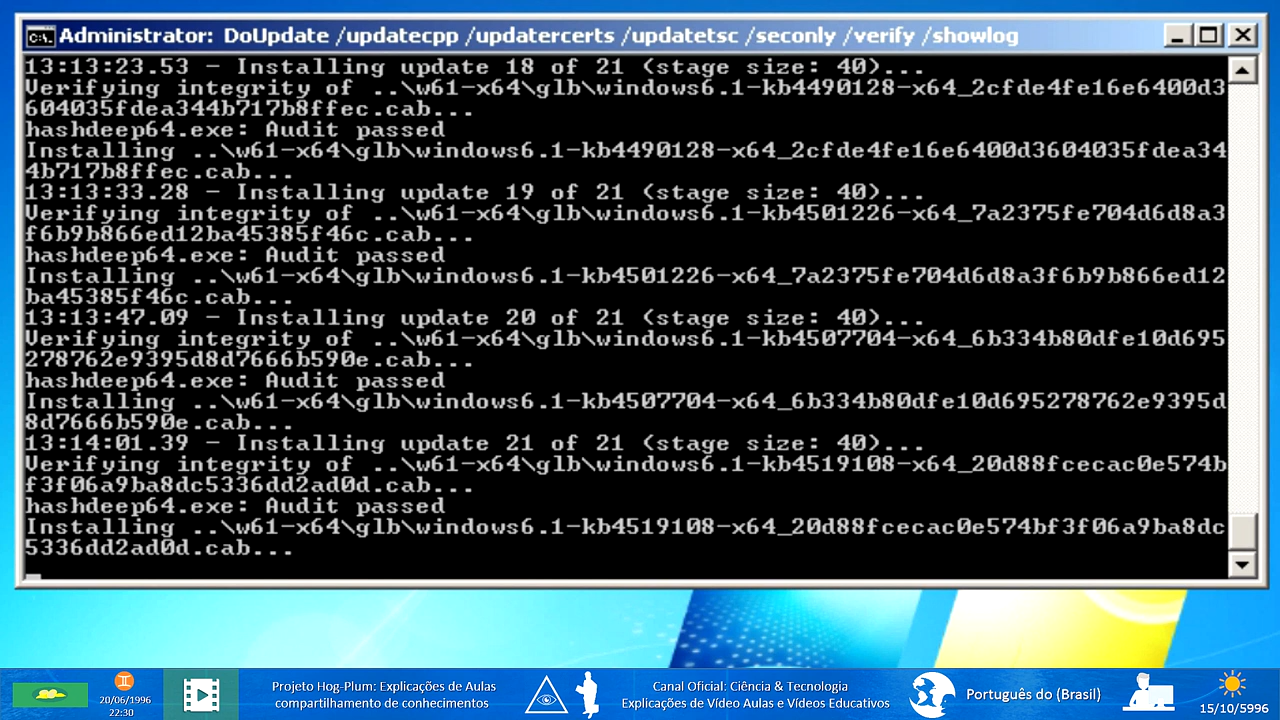 Administrator: DoUpdate /updatecpp /updatercerts /updatetsc /seconly /verify /showlog
13:13:23.53 - Installing update 18 of 21 (stage size: 40)...
Verifying integrity of ..\w61-x64\glb\windows6.1-kb4490128-x64_2cfde4fe16e6400d3
604035fdea344b717b8ffec.cab...
hashdeep64.exe: Audit passed
Installing ..\w61-x64\glb\windows6.1-kb4490128-x64_2cfde4fe16e6400d3604035fdea34
4b717b8ffec.cab...
13:13:33.28 - Installing update 19 of 21 (stage size: 40)...
Verifying integrity of ..\w61-x64\glb\windows6.1-kb4501226-x64_7a2375fe704d6d8a3
f6b9b866ed12ba45385f46c.cab...
hashdeep64.exe: Audit passed
Installing ..\w61-x64\glb\windows6.1-kb4501226-x64_7a2375fe704d6d8a3f6b9b866ed12
ba45385f46c.cab...
13:13:47.09 - Installing update 20 of 21 (stage size: 40)...
Verifying integrity of ..\w61-x64\glb\windows6.1-kb4507704-x64_6b334b80dfe10d695
278762e9395d8d7666b590e.cab...
hashdeep64.exe: Audit passed
Installing ..\w61-x64\glb\windows6.1-kb4507704-x64_6b334b80dfe10d695278762e9395d
8d7666b590e.cab...
13:14:01.39 - Installing update 21 of 21 (stage size: 40)...
Verifying integrity of ..\w61-x64\glb\windows6.1-kb4519108-x64_20d88fcecac0e574b
f3f06a9ba8dc5336dd2ad0d.cab...
hashdeep64.exe: Audit passed
Installing ..\w61-x64\glb\windows6.1-kb4519108-x64_20d88fcecac0e574bf3f06a9ba8dc
5336dd2ad0d.cab...
20/06/1996
22:30
Projeto Hog-Plum: Explicações de Aulas
compartilhamento de conhecimentos
Canal Oficial: Ciência & Tecnologia
Explicações de Vídeo Aulas e Vídeos Educativos
Português do (Brasil)
15/10/5996